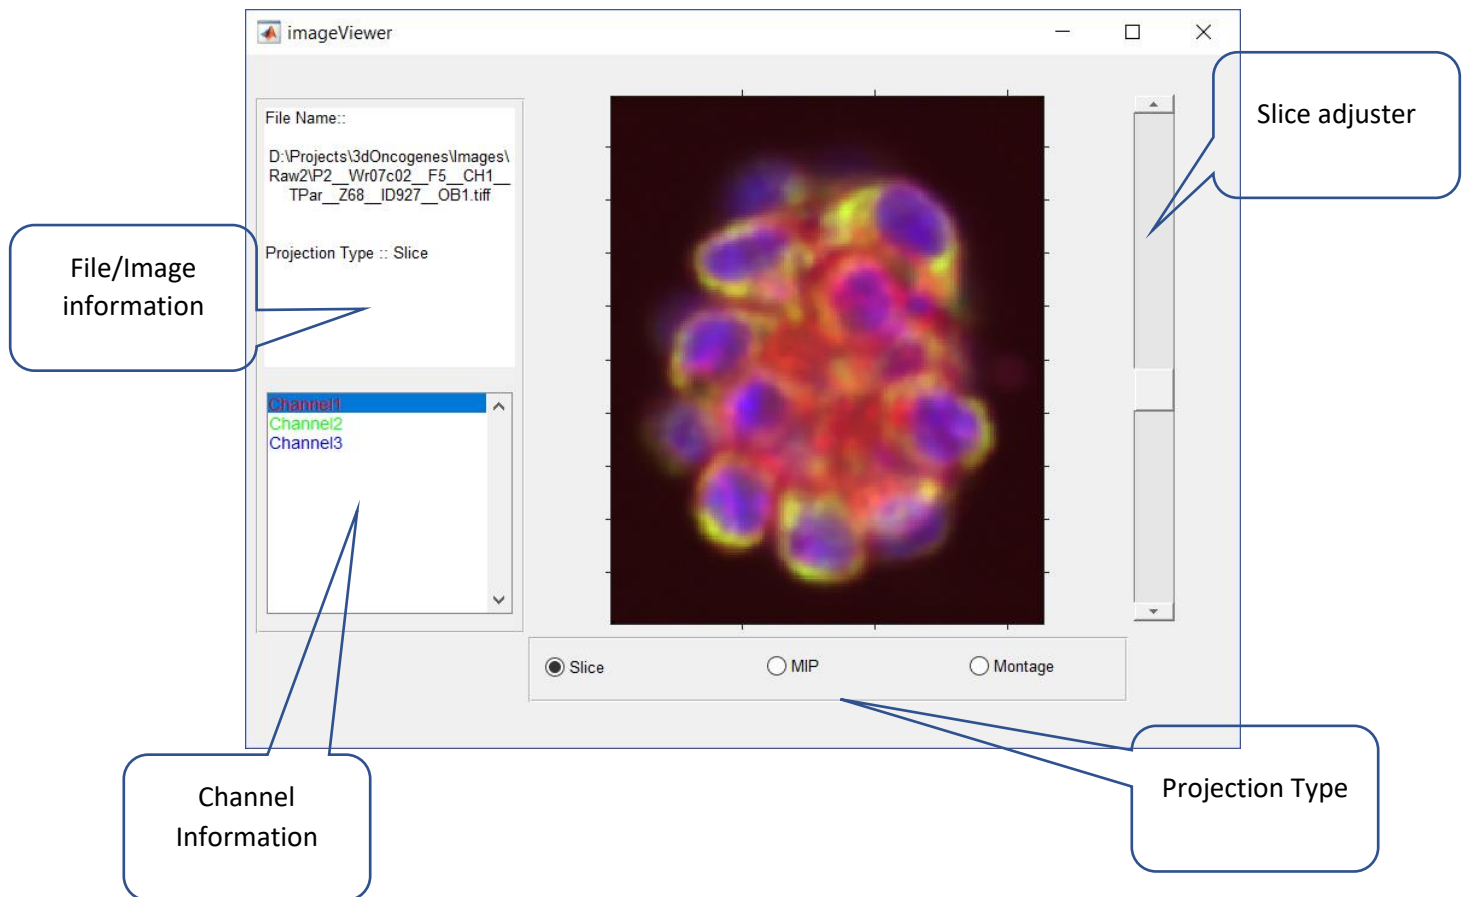 imageViewer
File Name::
D:\Projects\3dOncogenes\Images\
Raw2\P2__Wr07c02__F5__CH1__
TPar__Z68__ID927__OB1.tiff
Projection Type :: Slice
Channel1
Channel2
Channel3
Slice
MIP
Montage
Slice adjuster
File/Image
information
Channel
Information
Projection Type